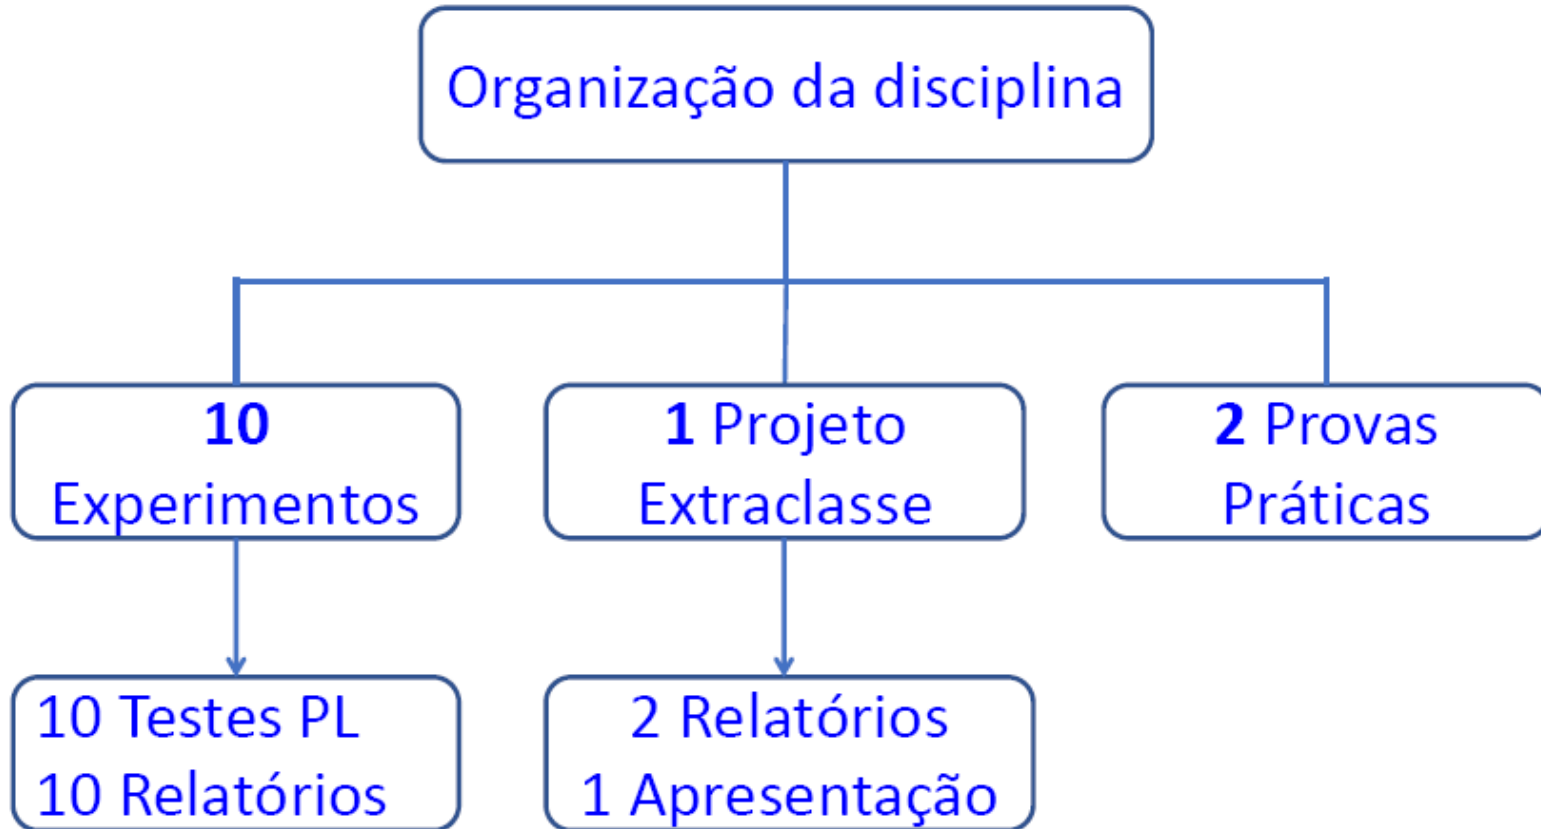 Organização da disciplina
10
Experimentos
1 Projeto
Extraclasse
2 Provas
Práticas
10 Testes PL
10 Relatórios
2 Relatórios
1 Apresentação